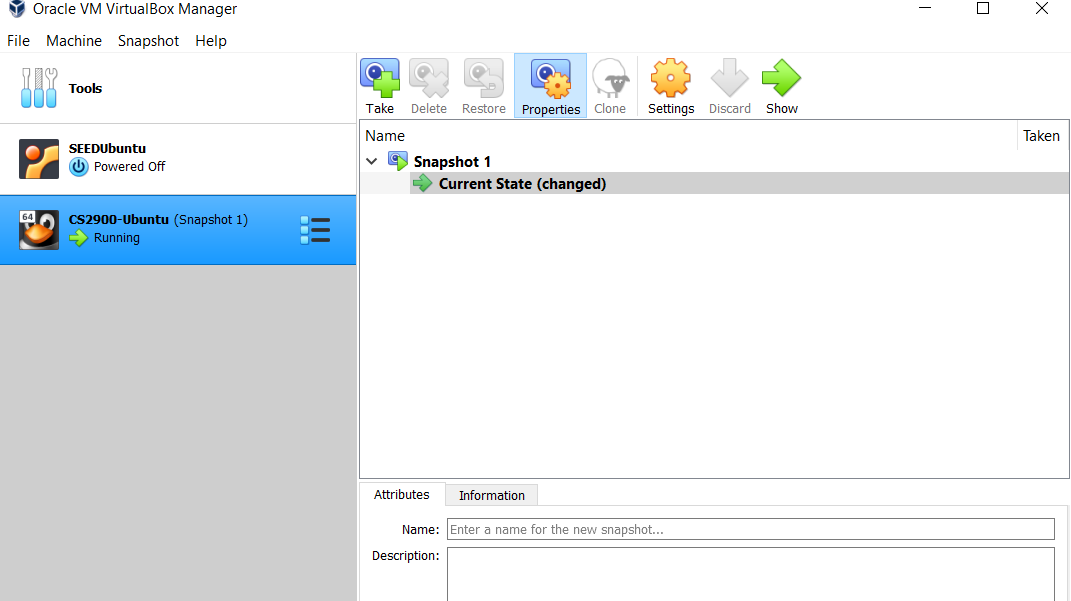 Oracle VM VirtualBox Manager
File Machine Snapshot Help
Tools
SEEDUbuntu
Powered Off
64
CS2900-Ubuntu (Snapshot 1)
Running
Take Delete Restore Properties Clone Settings Discard Show
Name Taken
Snapshot 1
Current State (changed)
Attributes Information
Name: Enter a name for the new snapshot...
Description: